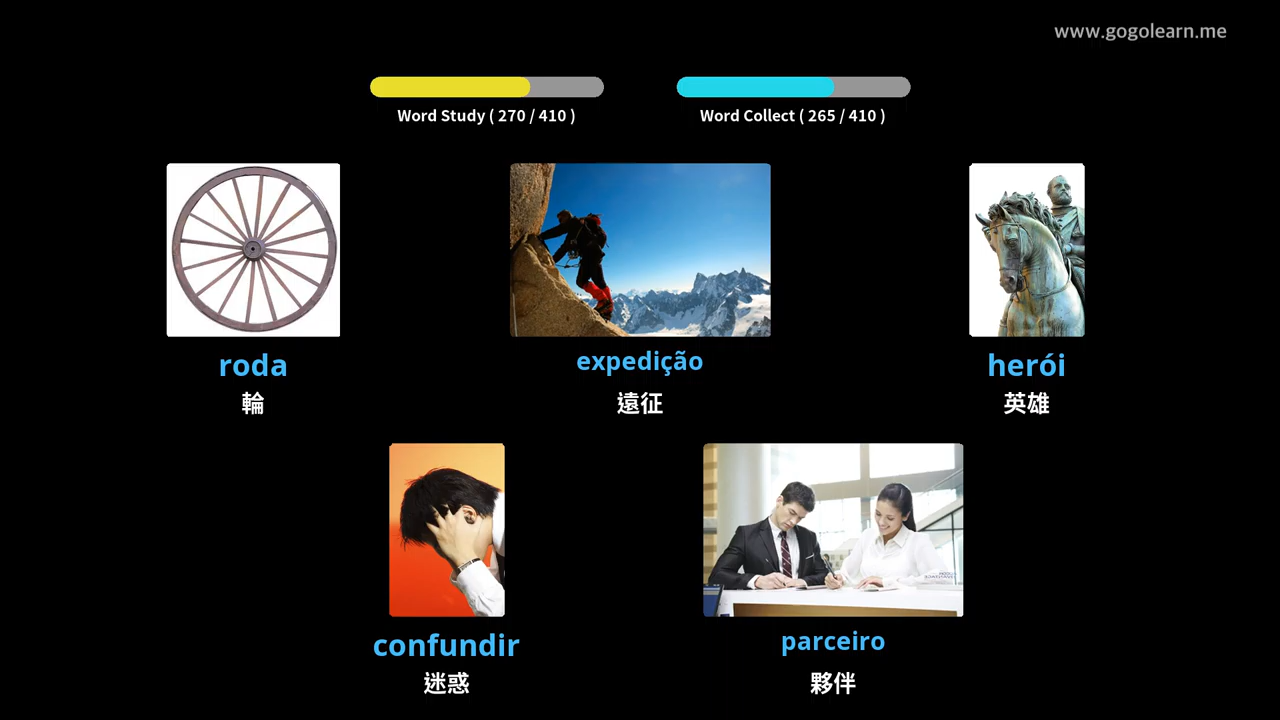 www.gogolearn.me
Word Study ( 270 / 410 )
Word Collect ( 265 / 410 )
roda
expedição
herói
輪
遠征
英雄
confundir
parceiro
迷惑
夥伴